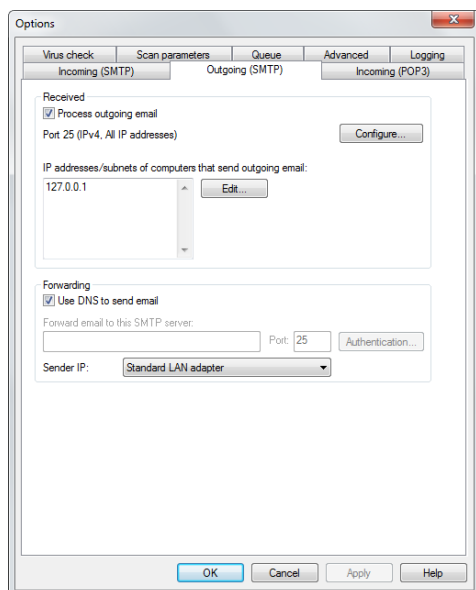 Options
Virus check
Scan parameters
Queue
Advanced
Logging
Incoming (SMTP)
Outgoing (SMTP)
Incoming (POP3)
Received
Process outgoing email
Port 25 (IPv4, All IP addresses)
Configure...
IP addresses/subnets of computers that send outgoing email:
127.0.0.1
Edit...
Forwarding
Use DNS to send email
Forward email to this SMTP server:
Port: 25
Authentication...
Sender IP: Standard LAN adapter
OK
Cancel
Apply
Help